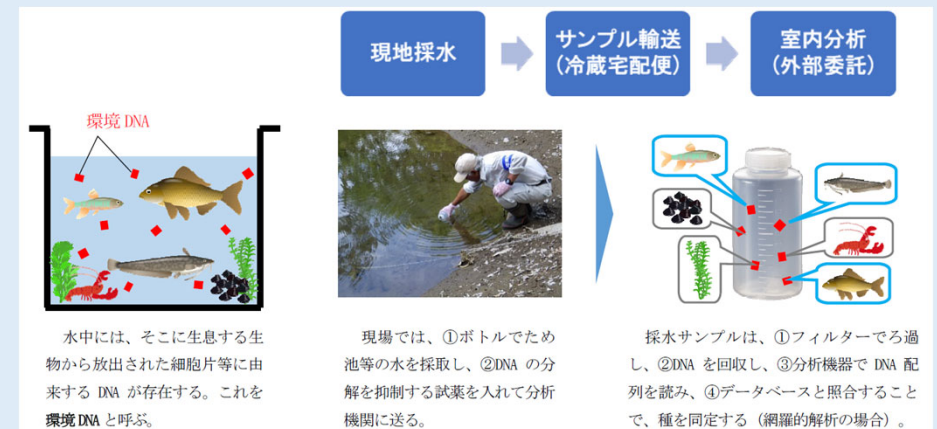 現地採水
サンプル輸送
(冷蔵宅配便)
室内分析
(外部委託)
環境 DNA
水中には、そこに生息する生
物から放出された細胞片等に由
来する DNA が存在する。これを
環境 DNA と呼ぶ。
現場では、①ボトルでため
池等の水を採取し、②DNA の分
解を抑制する試薬を入れて分析
機関に送る。
採水サンプルは、①フィルターでろ過
し、②DNA を回収し、③分析機器で DNA 配
列を読み、④データベースと照合すること
で、種を同定する（網羅的解析の場合）。